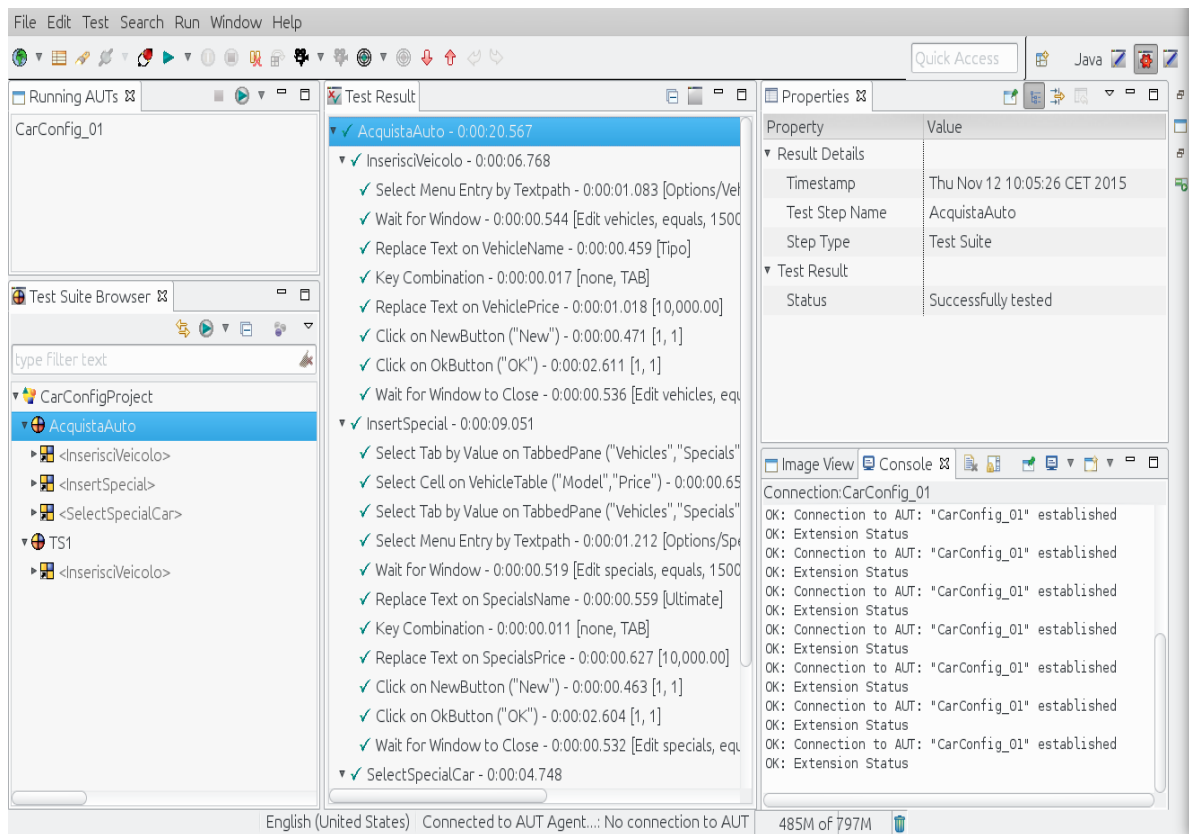 File Edit Test Search Run Window Help
Quick Access
Java
Running AUTs
CarConfig_01
Test Suite Browser
type filter text
CarConfigProject
AcquistaAuto
<InserisciVeicolo>
<InsertSpecial>
<SelectSpecialCar>
TS1
<InserisciVeicolo>
Test Result
AcquistaAuto - 0:00:20.567
InserisciVeicolo - 0:00:06.768
Select Menu Entry by Textpath - 0:00:01.083 [Options/Veh
Wait for Window - 0:00:00.544 [Edit vehicles, equals, 1500
Replace Text on VehicleName - 0:00:00.459 [Tipo]
Key Combination - 0:00:00.017 [none, TAB]
Replace Text on VehiclePrice - 0:00:01.018 [10,000.00]
Click on NewButton ("New") - 0:00:00.471 [1, 1]
Click on OkButton ("OK") - 0:00:02.611 [1, 1]
Wait for Window to Close - 0:00:00.536 [Edit vehicles, equ
InsertSpecial - 0:00:09.051
Select Tab by Value on TabbedPane ("Vehicles","Specials"
Select Cell on VehicleTable ("Model","Price") - 0:00:00.65
Select Tab by Value on TabbedPane ("Vehicles","Specials"
Select Menu Entry by Textpath - 0:00:01.212 [Options/Spe
Wait for Window - 0:00:00.519 [Edit specials, equals, 1500
Replace Text on SpecialsName - 0:00:00.559 [Ultimate]
Key Combination - 0:00:00.011 [none, TAB]
Replace Text on SpecialsPrice - 0:00:00.627 [10,000.00]
Click on NewButton ("New") - 0:00:00.463 [1, 1]
Click on OkButton ("OK") - 0:00:02.604 [1, 1]
Wait for Window to Close - 0:00:00.532 [Edit specials, equ
SelectSpecialCar - 0:00:04.748
Properties
Property Value
Result Details
Timestamp Thu Nov 12 10:05:26 CET 2015
Test Step Name AcquistaAuto
Step Type Test Suite
Test Result
Status Successfully tested
Image View Console
Connection:CarConfig_01
OK: Connection to AUT: "CarConfig_01" established
OK: Extension Status
OK: Connection to AUT: "CarConfig_01" established
OK: Extension Status
OK: Connection to AUT: "CarConfig_01" established
OK: Extension Status
OK: Connection to AUT: "CarConfig_01" established
OK: Extension Status
OK: Connection to AUT: "CarConfig_01" established
OK: Extension Status
OK: Connection to AUT: "CarConfig_01" established
OK: Extension Status
OK: Connection to AUT: "CarConfig_01" established
OK: Extension Status
English (United States) Connected to AUT Agent...: No connection to AUT 485M of 797M